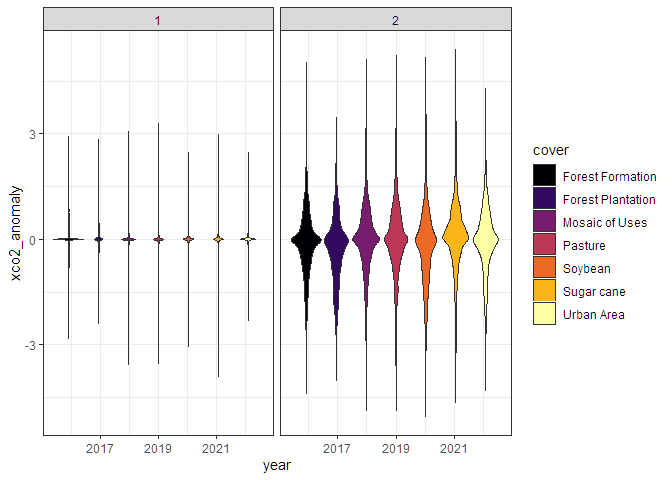 1
2
3
0
-3
xco2_anomaly
2017
2019
2021
2017
2019
2021
year
cover
Forest Formation
Forest Plantation
Mosaic of Uses
Pasture
Soybean
Sugar cane
Urban Area